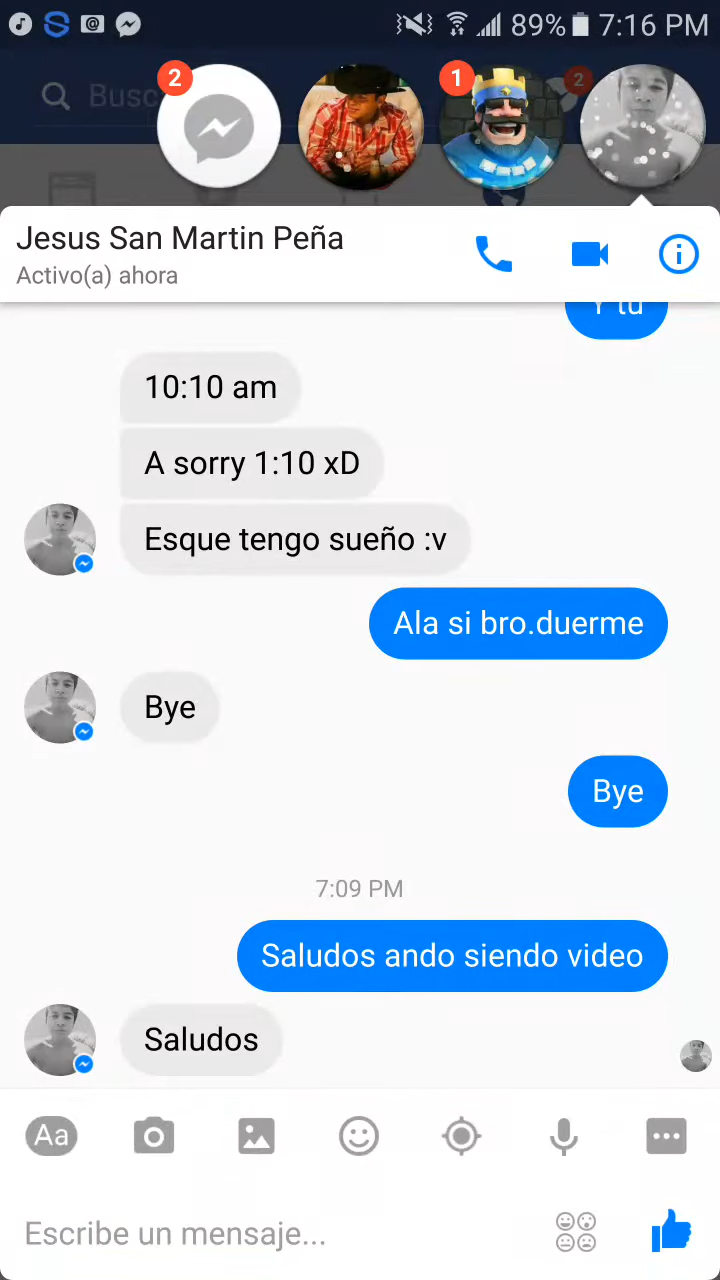 89% 7:16 PM
Busc
2
1
2
Jesus San Martin Peña
Activo(a) ahora
Y tu
10:10 am
A sorry 1:10 xD
Esque tengo sueño :v
Ala si bro.duerme
Bye
Bye
7:09 PM
Saludos ando siendo video
Saludos
Aa
Escribe un mensaje...